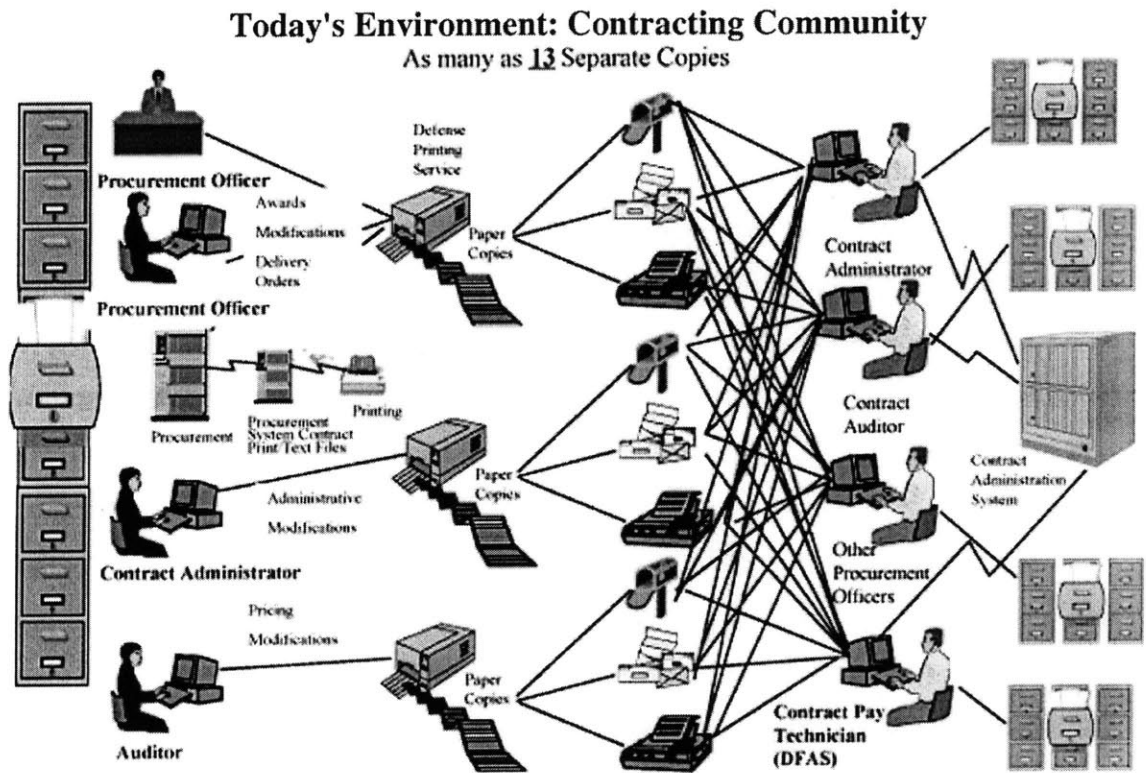 Today's Environment: Contracting Community
As many as 13 Separate Copies
Procurement Officer
Awards
Modifications
Delivery
Orders
Procurement Officer
Defense
Printing
Service
Paper
Copies
Procurement
Procurement
System Contract
Print Text Files
Printing
Administrative
Modifications
Contract Administrator
Paper
Copies
Pricing
Modifications
Auditor
Paper
Copies
Contract
Administrator
Contract
Auditor
Other
Procurement
Officers
Contract Pay
Technician
(DFAS)
Contract
Administration
System